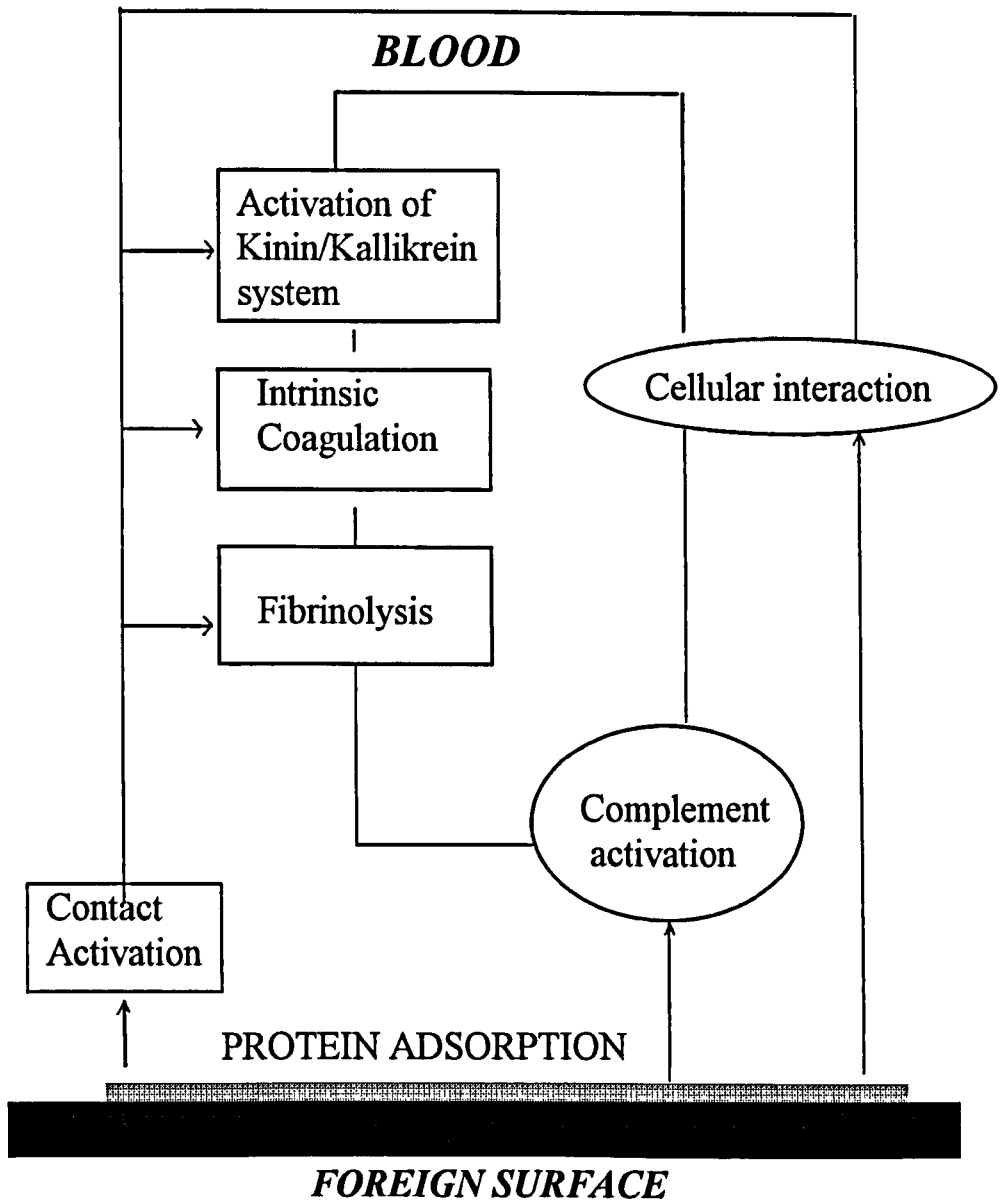 BLOOD
Activation of
Kinin/Kallikrein
system
Intrinsic
Coagulation
Cellular interaction
Fibrinolysis
Complement
activation
Contact
Activation
PROTEIN ADSORPTION
FOREIGN SURFACE